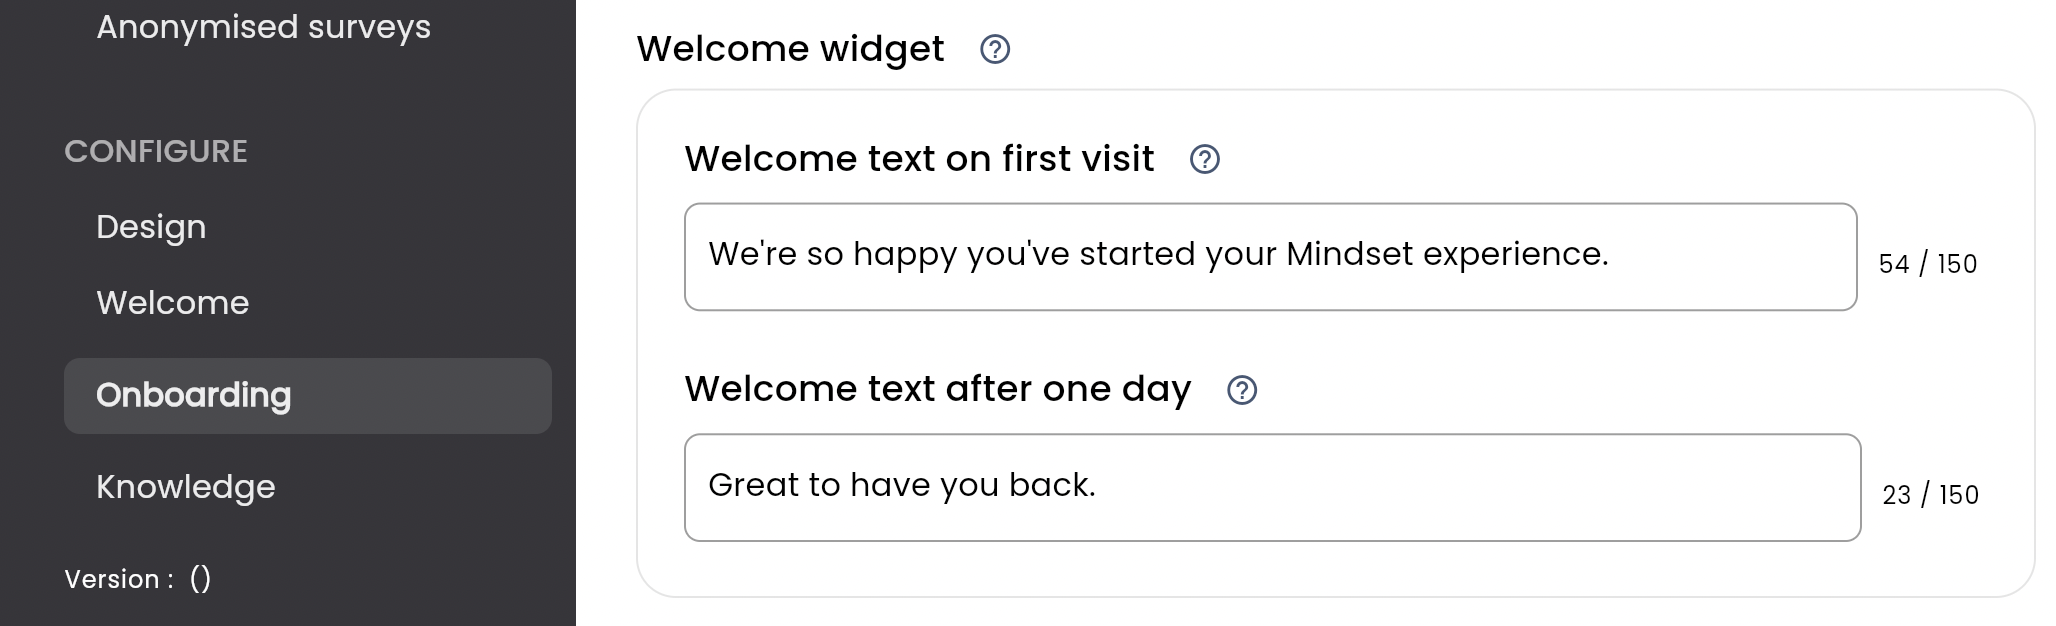 Anonymised surveys
CONFIGURE
Design
Welcome
Onboarding
Knowledge
Version : ()
Welcome widget
Welcome text on first visit
We're so happy you've started your Mindset experience.
54 / 150
Welcome text after one day
Great to have you back.
23 / 150